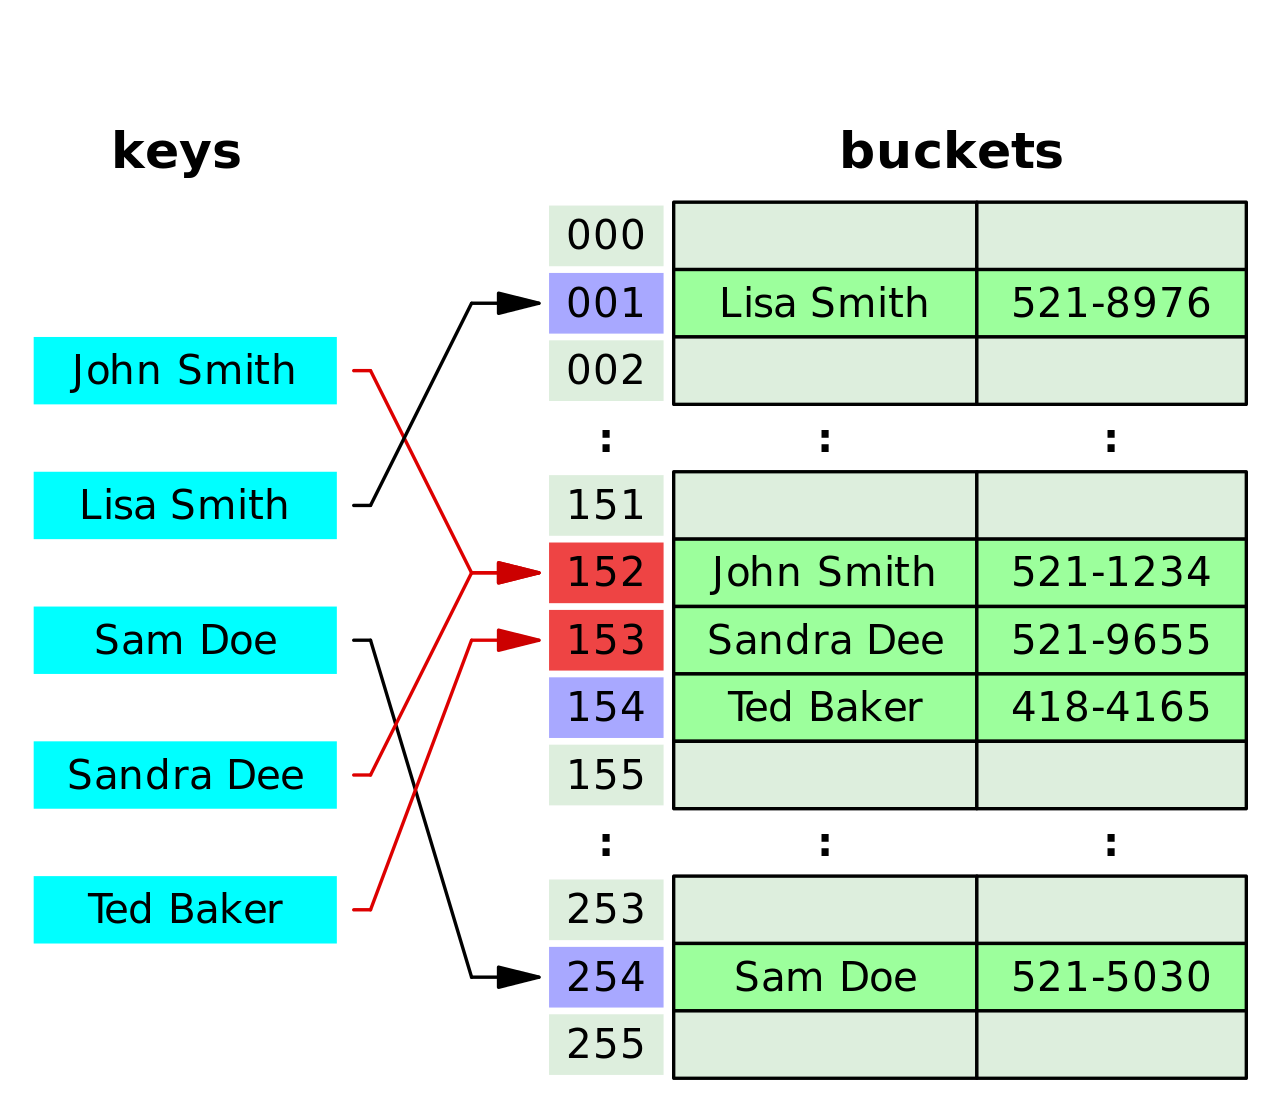 keys
buckets
John Smith
Lisa Smith
Sam Doe
Sandra Dee
Ted Baker
000
001 Lisa Smith 521-8976
002
: : :
151
152 John Smith 521-1234
153 Sandra Dee 521-9655
154 Ted Baker 418-4165
155
: : :
253
254 Sam Doe 521-5030
255